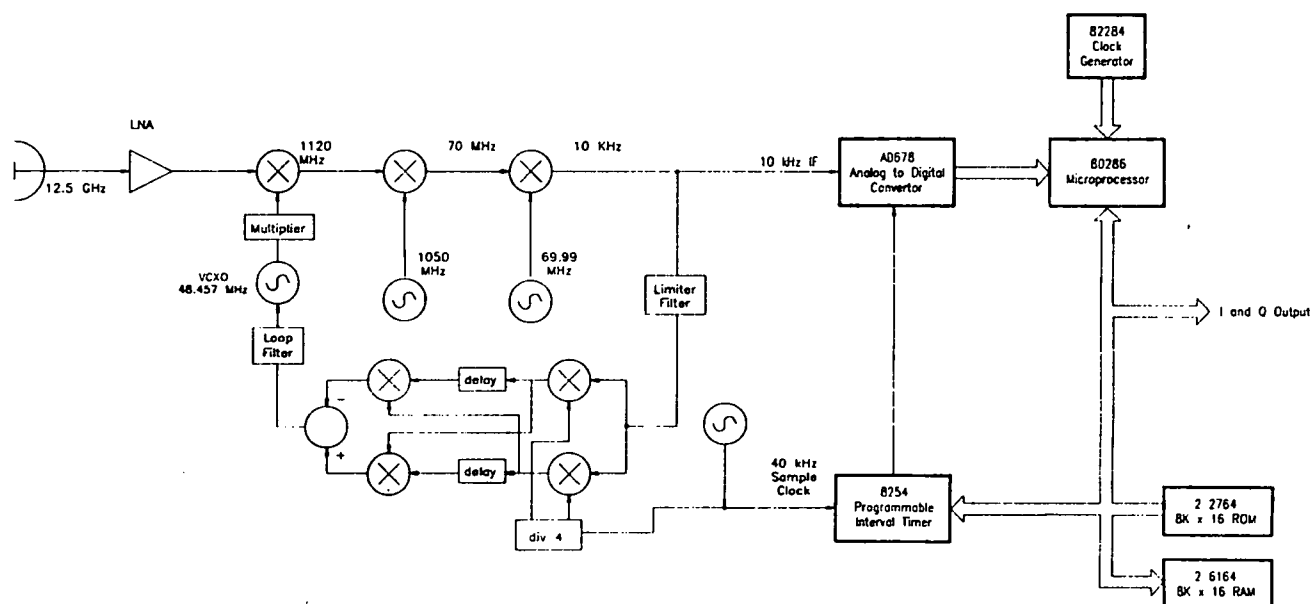 82284
Clock
Generator
LNA
12.5 GHz
1120
MHz
70 MHz
10 KHz
10 kHz IF
AD678
Analog to Digital
Convertor
80286
Microprocessor
Multiplier
VCXO
48.457 MHz
1050
MHz
69.99
MHz
Limiter
Filter
I and Q Output
Loop
Filter
delay
−
+
delay
div 4
40 kHz
Sample
Clock
8254
Programmable
Interval Timer
2 2764
8K x 16 ROM
2 6164
8K x 16 RAM